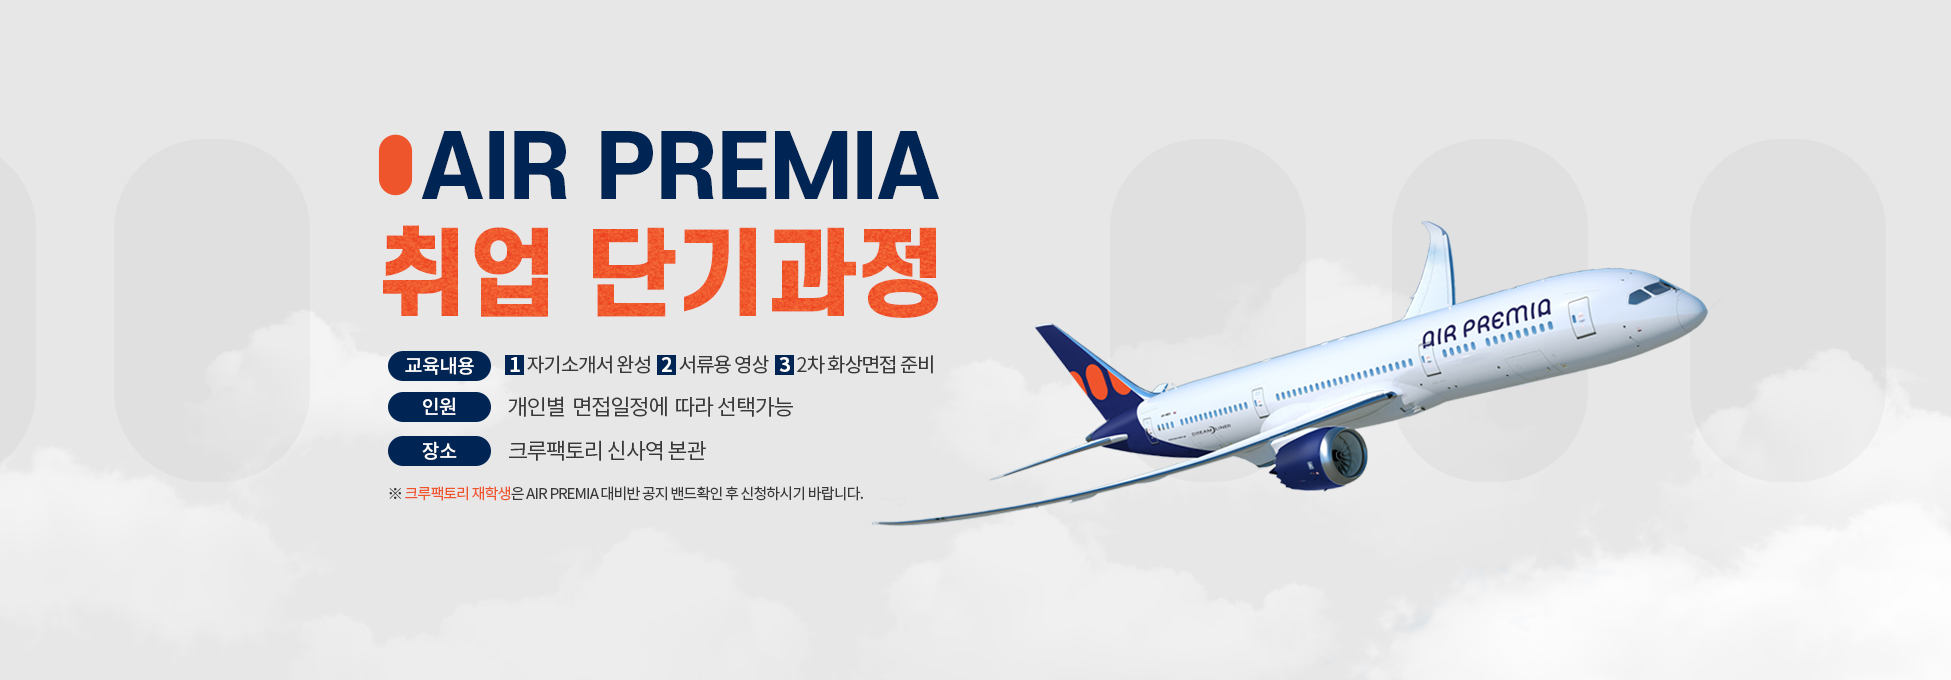 AIR PREMIA
취업 단기과정
교육내용 1 자기소개서 완성 2 서류용 영상 3 2차 화상면접 준비
인원 개인별 면접일정에 따라 선택가능
장소 크루팩토리 신사역 본관
※ 크루팩토리 재학생은 AIR PREMIA 대비반 공지 밴드확인 후 신청하시기 바랍니다.
AIR PREMIA
DREAMLINER